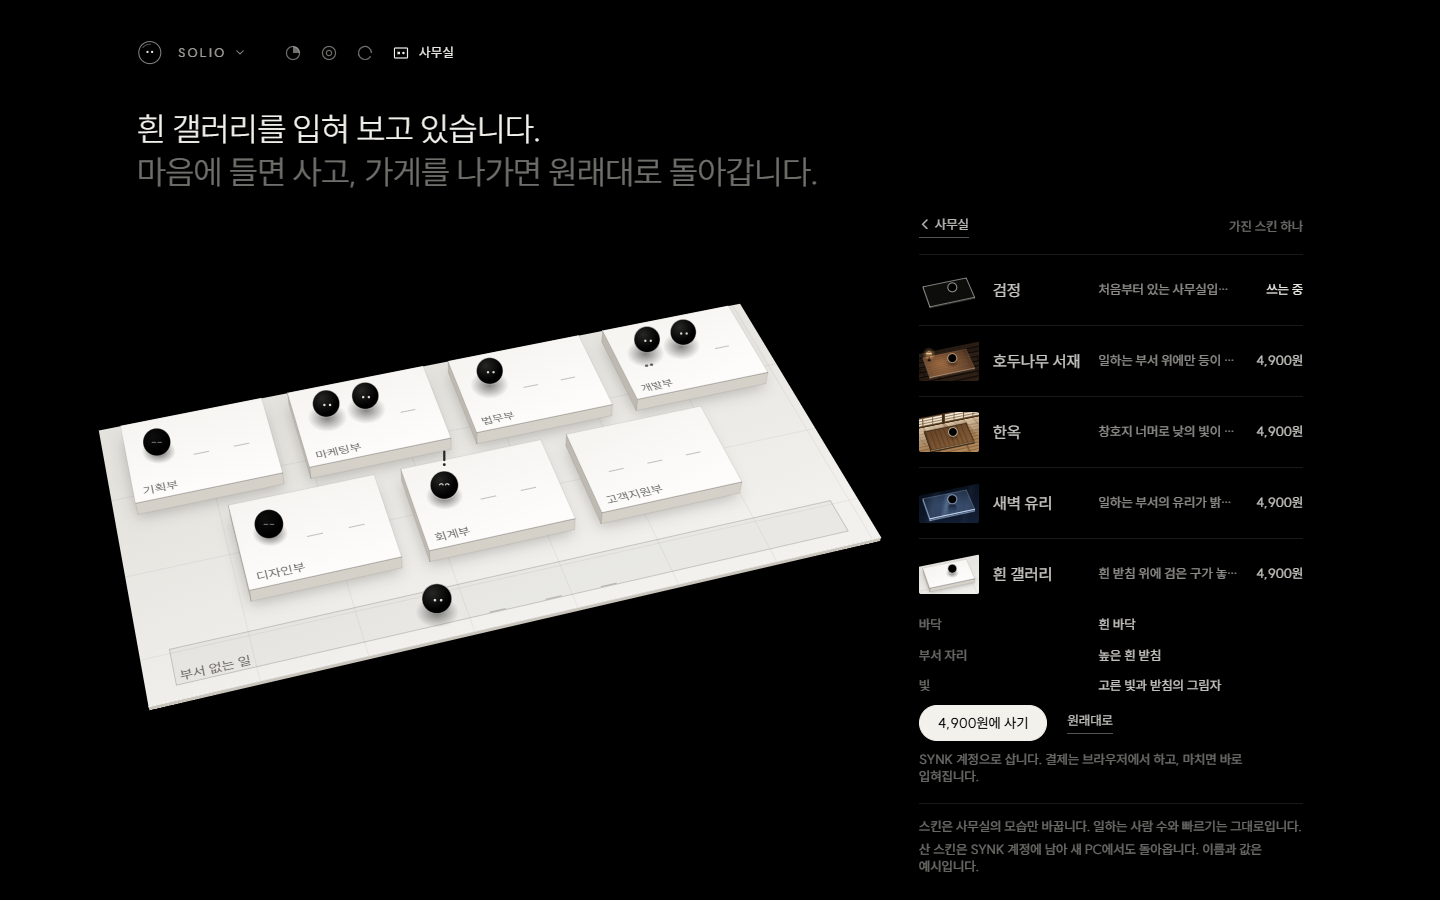 SOLIO
사무실
흰 갤러리를 입혀 보고 있습니다.
마음에 들면 사고, 가게를 나가면 원래대로 돌아갑니다.
사무실
가진 스킨 하나
검정
처음부터 있는 사무실입…
쓰는 중
호두나무 서재
일하는 부서 위에만 등이 …
4,900원
한옥
창호지 너머로 낮의 빛이 …
4,900원
새벽 유리
일하는 부서의 유리가 밝…
4,900원
흰 갤러리
흰 받침 위에 검은 구가 놓…
4,900원
바닥
흰 바닥
부서 자리
높은 흰 받침
빛
고른 빛과 받침의 그림자
4,900원에 사기
원래대로
SYNK 계정으로 삽니다. 결제는 브라우저에서 하고, 마치면 바로
입혀집니다.
스킨은 사무실의 모습만 바꿉니다. 일하는 사람 수와 빠르기는 그대로입니다.
산 스킨은 SYNK 계정에 남아 새 PC에서도 돌아옵니다. 이름과 값은
예시입니다.
기획부
마케팅부
법무부
개발부
디자인부
회계부
고객지원부
부서 없는 일